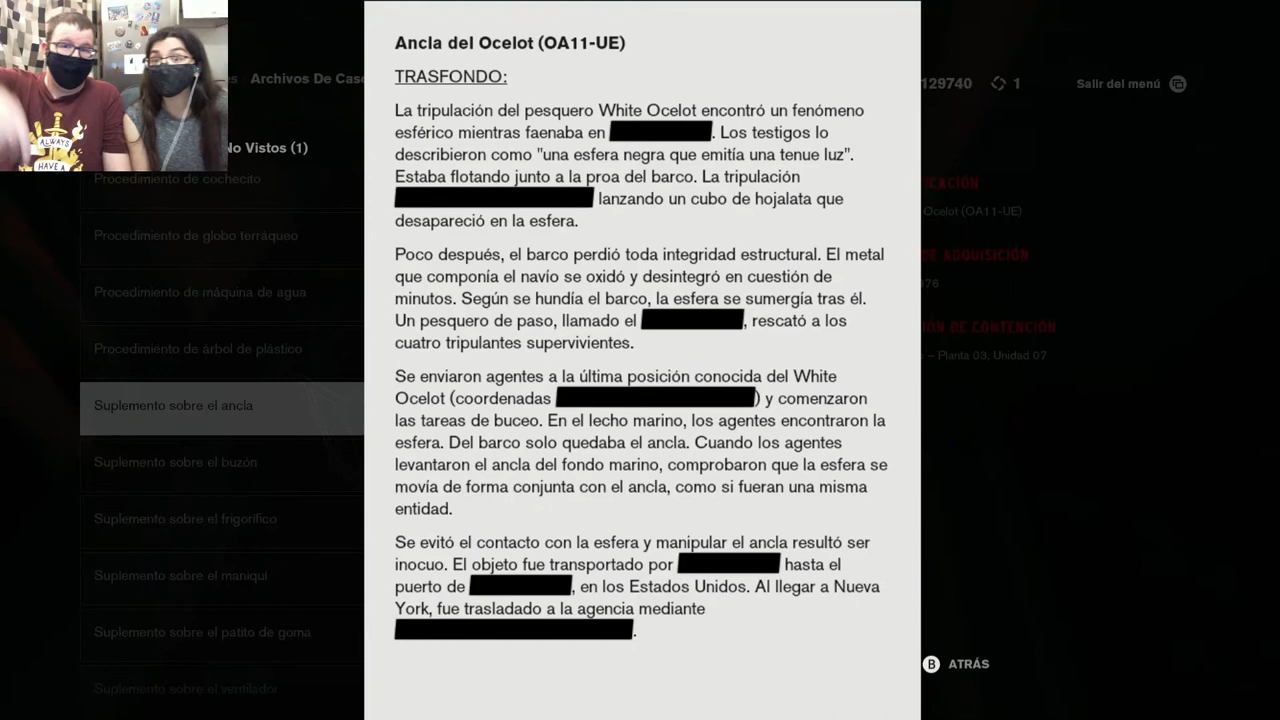 Ancla del Ocelot (OA11-UE)
TRASFONDO:
La tripulación del pesquero White Ocelot encontró un fenómeno
esférico mientras faenaba en
. Los testigos lo
describieron como "una esfera negra que emitía una tenue luz".
Estaba flotando junto a la proa del barco. La tripulación
lanzando un cubo de hojalata que
desapareció en la esfera.
Poco después, el barco perdió toda integridad estructural. El metal
que componía el navío se oxidó y desintegró en cuestión de
minutos. Según se hundía el barco, la esfera se sumergía tras él.
Un pesquero de paso, llamado el
, rescató a los
cuatro tripulantes supervivientes.
Se enviaron agentes a la última posición conocida del White
Ocelot (coordenadas
) y comenzaron
las tareas de buceo. En el lecho marino, los agentes encontraron la
esfera. Del barco solo quedaba el ancla. Cuando los agentes
levantaron el ancla del fondo marino, comprobaron que la esfera se
movía de forma conjunta con el ancla, como si fueran una misma
entidad.
Se evitó el contacto con la esfera y manipular el ancla resultó ser
inocuo. El objeto fue transportado por
hasta el
puerto de
, en los Estados Unidos. Al llegar a Nueva
York, fue trasladado a la agencia mediante
.
Archivos De Caso
No Vistos (1)
Procedimiento de cochecito
Procedimiento de globo terráqueo
Procedimiento de máquina de agua
Procedimiento de árbol de plástico
Suplemento sobre el ancla
Suplemento sobre el buzón
Suplemento sobre el frigorífico
Suplemento sobre el maniquí
Suplemento sobre el patito de goma
Suplemento sobre el ventilador
129740
1
Salir del menú
ICACIÓN
Ocelot (OA11-UE)
DE ADQUISICIÓN
76
IÓN DE CONTENCIÓN
– Planta 03, Unidad 07
B ATRÁS
ALWAYS
HAVE A